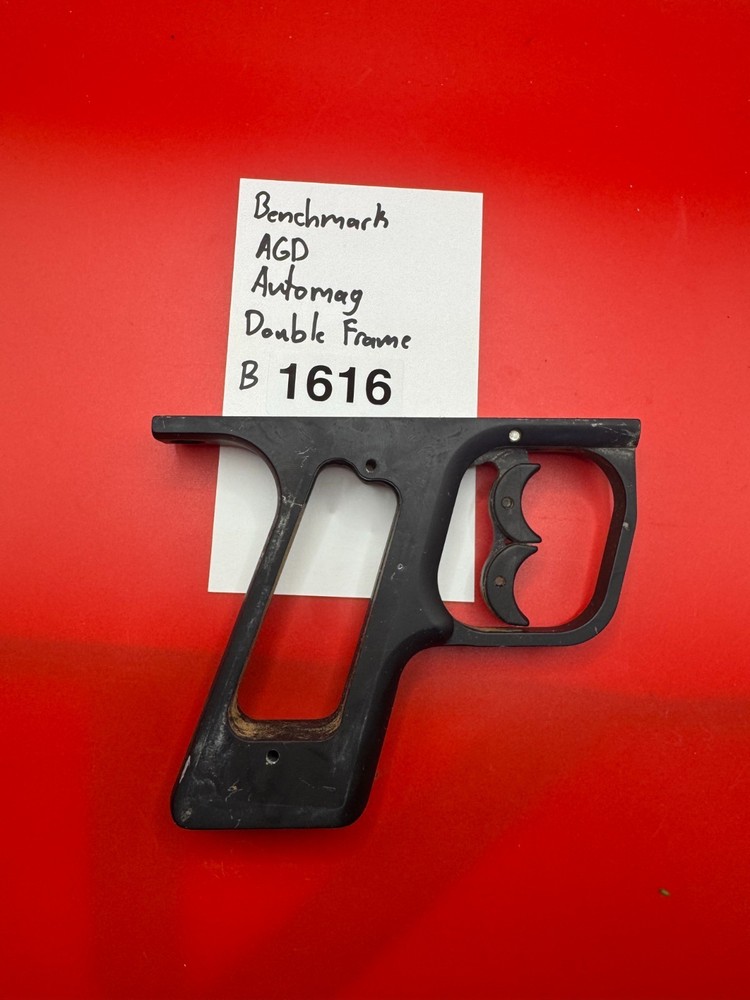 Benchmark
AGD
Automag
Double Frame
B 1616